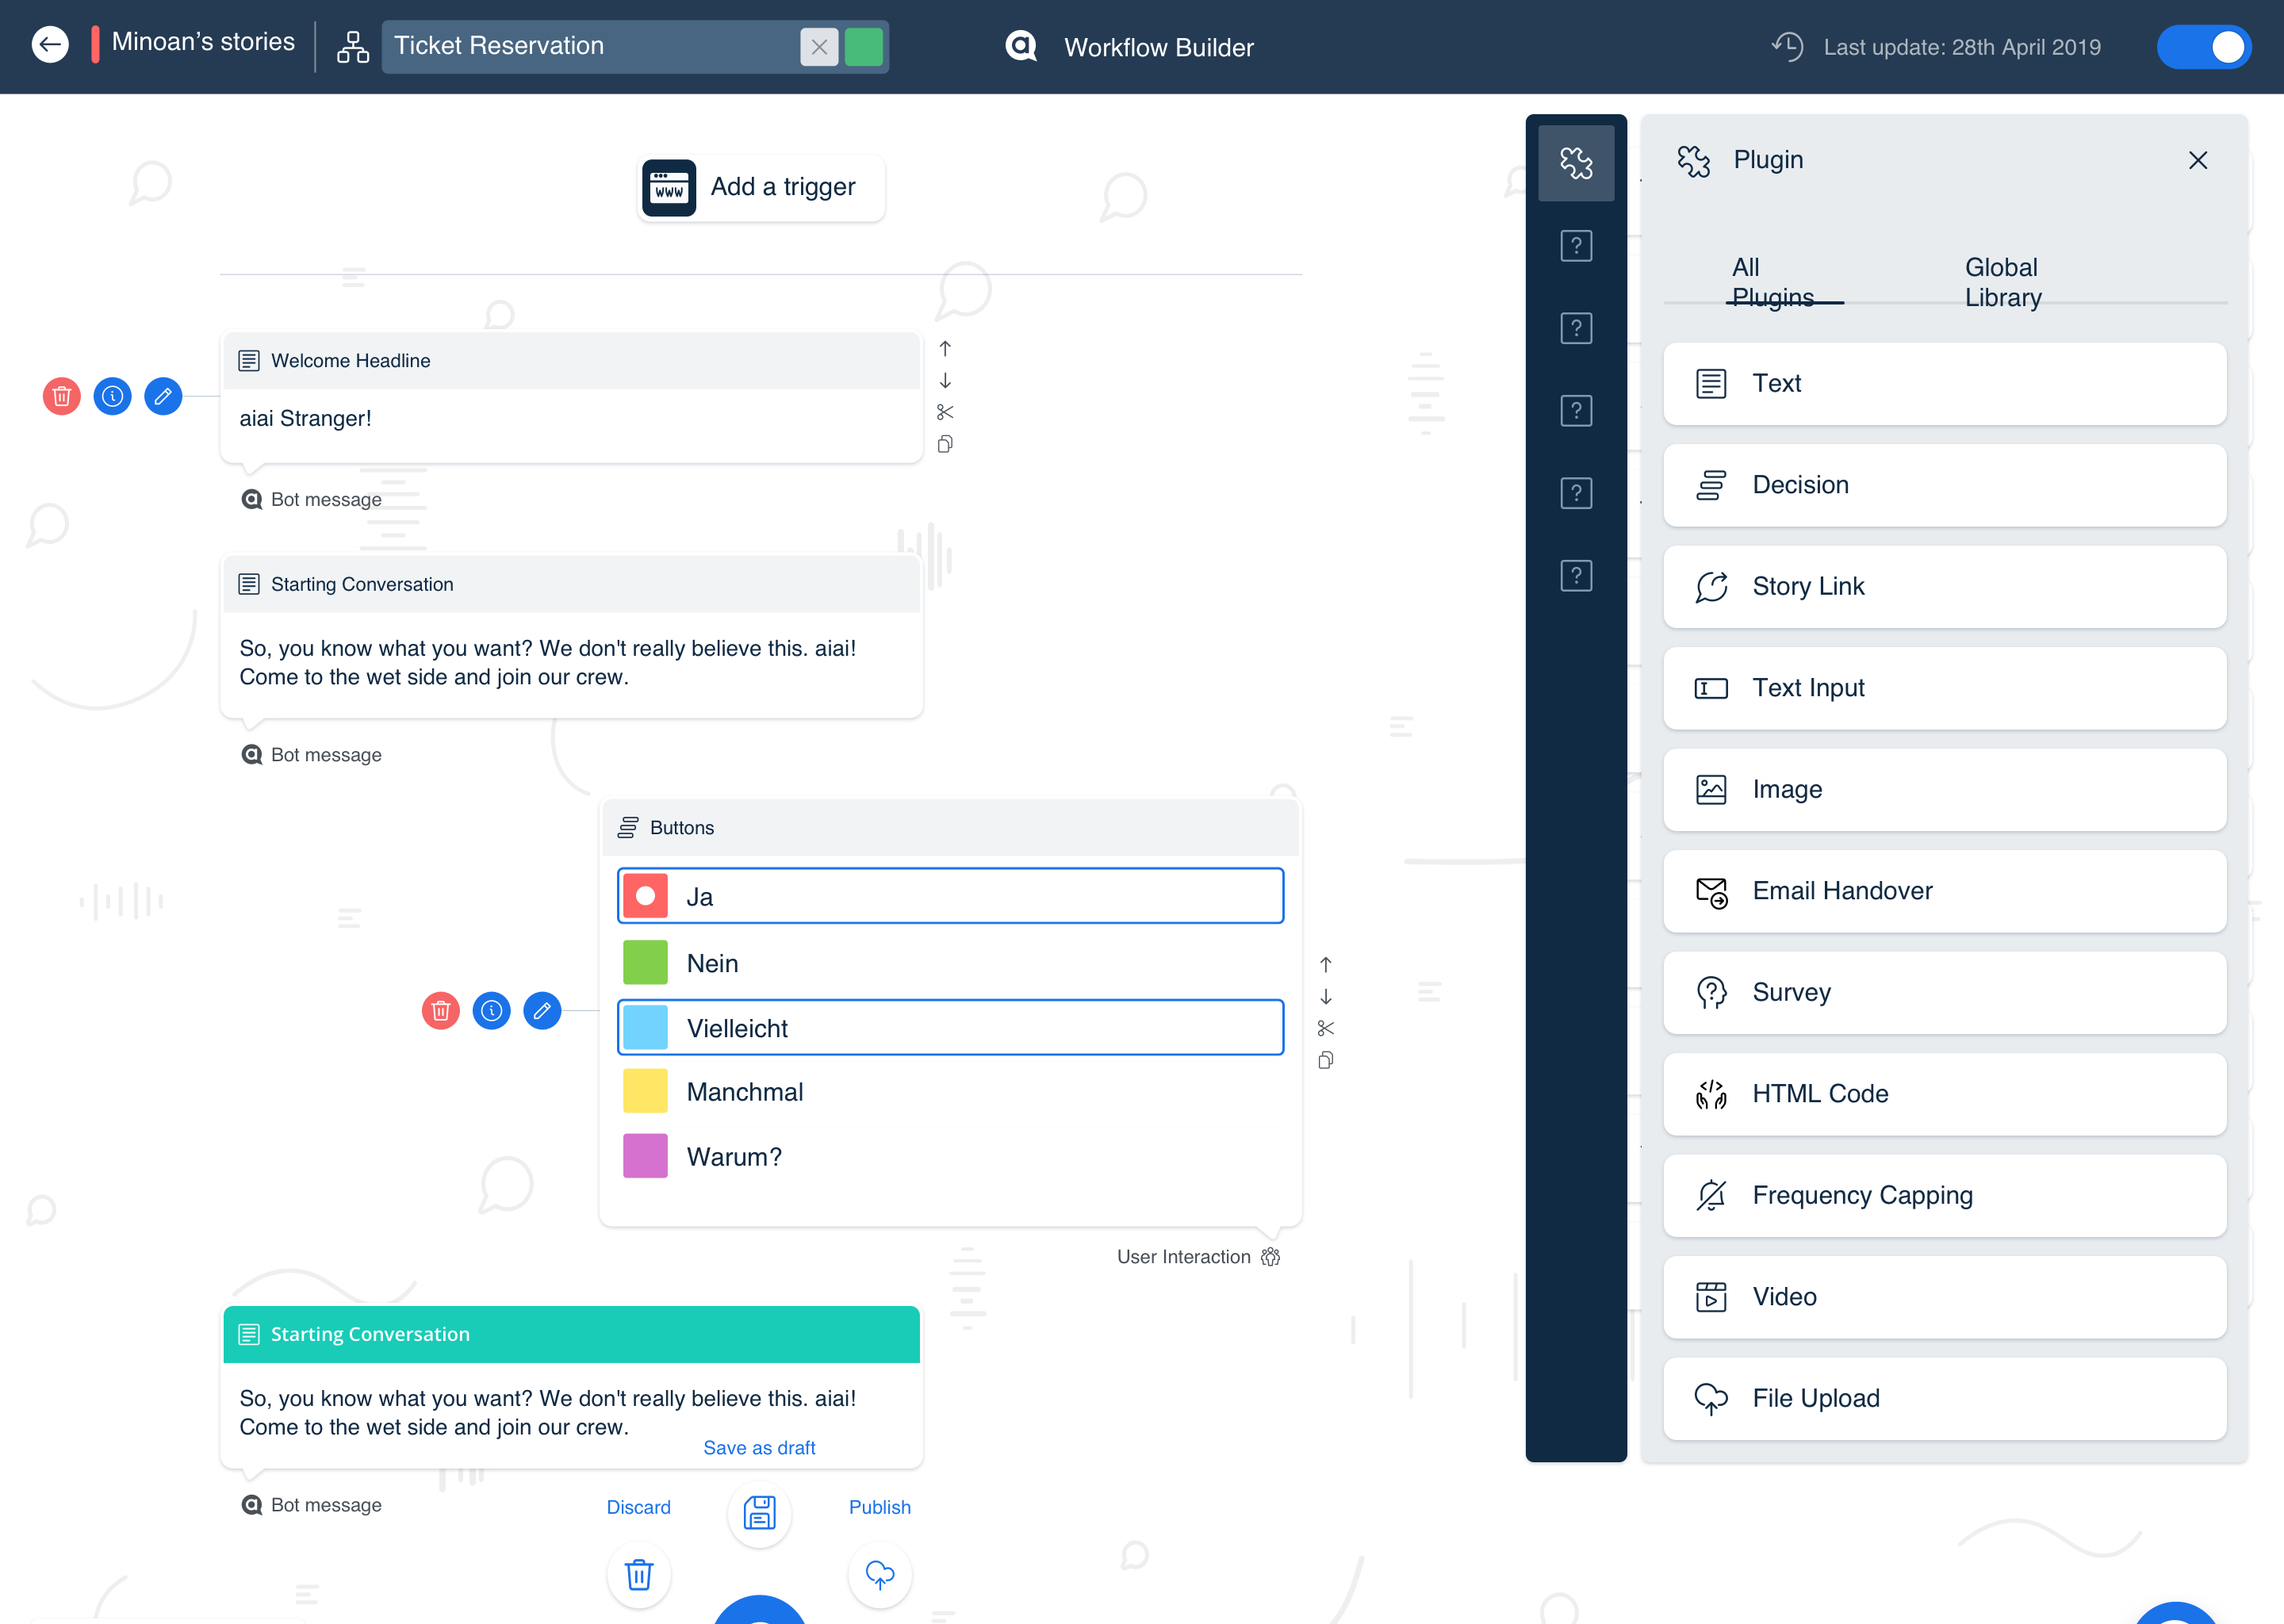 Minoan’s stories
Ticket Reservation
Workflow Builder
Last update: 28th April 2019
www
Add a trigger
Welcome Headline
aiai Stranger!
Bot message
Starting Conversation
So, you know what you want? We don't really believe this. aiai!
Come to the wet side and join our crew.
Bot message
Buttons
Ja
Nein
Vielleicht
Manchmal
Warum?
User Interaction
Starting Conversation
So, you know what you want? We don't really believe this. aiai!
Come to the wet side and join our crew.
Save as draft
Bot message
Discard
Publish
Plugin
All
Plugins
Global
Library
Text
Decision
Story Link
Text Input
Image
Email Handover
Survey
HTML Code
Frequency Capping
Video
File Upload